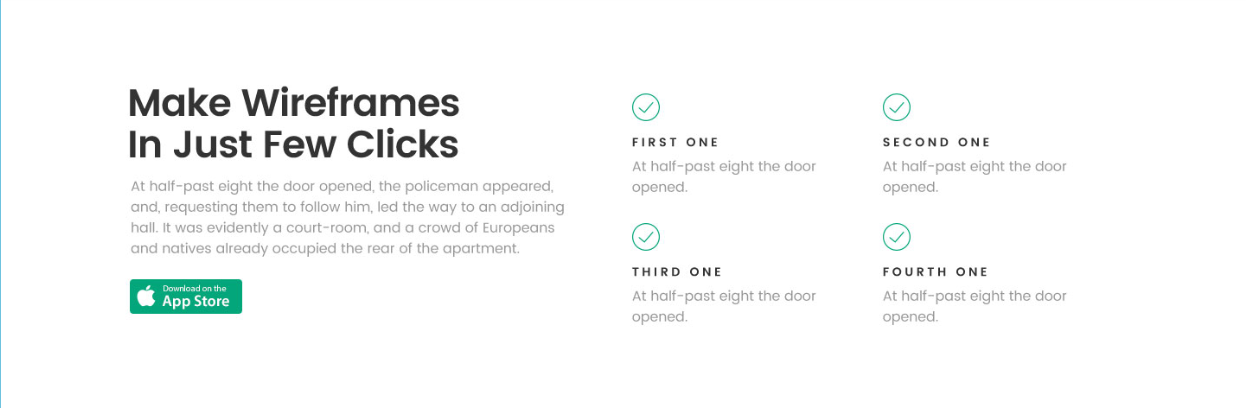 Make Wireframes
In Just Few Clicks
At half-past eight the door opened, the policeman appeared,
and, requesting them to follow him, led the way to an adjoining
hall. It was evidently a court-room, and a crowd of Europeans
and natives already occupied the rear of the apartment.
Download on the
App Store
FIRST ONE
At half-past eight the door
opened.
SECOND ONE
At half-past eight the door
opened.
THIRD ONE
At half-past eight the door
opened.
FOURTH ONE
At half-past eight the door
opened.